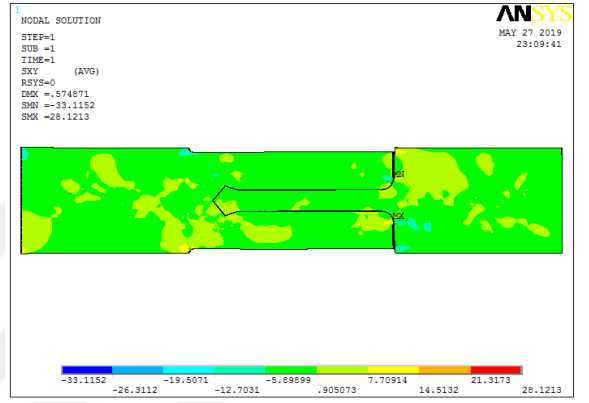 1
NODAL SOLUTION
ANSYS
STEP=1
SUB =1
TIME=1
SXY (AVG)
RSYS=0
DMX =.574871
SMN =-33.1152
SMX =28.1213
MAY 27 2019
23:09:41
MN
MX
-33.1152 -19.5071 -5.89899 7.70914 21.3173
-26.3112 -12.7031 .905073 14.5132 28.1213